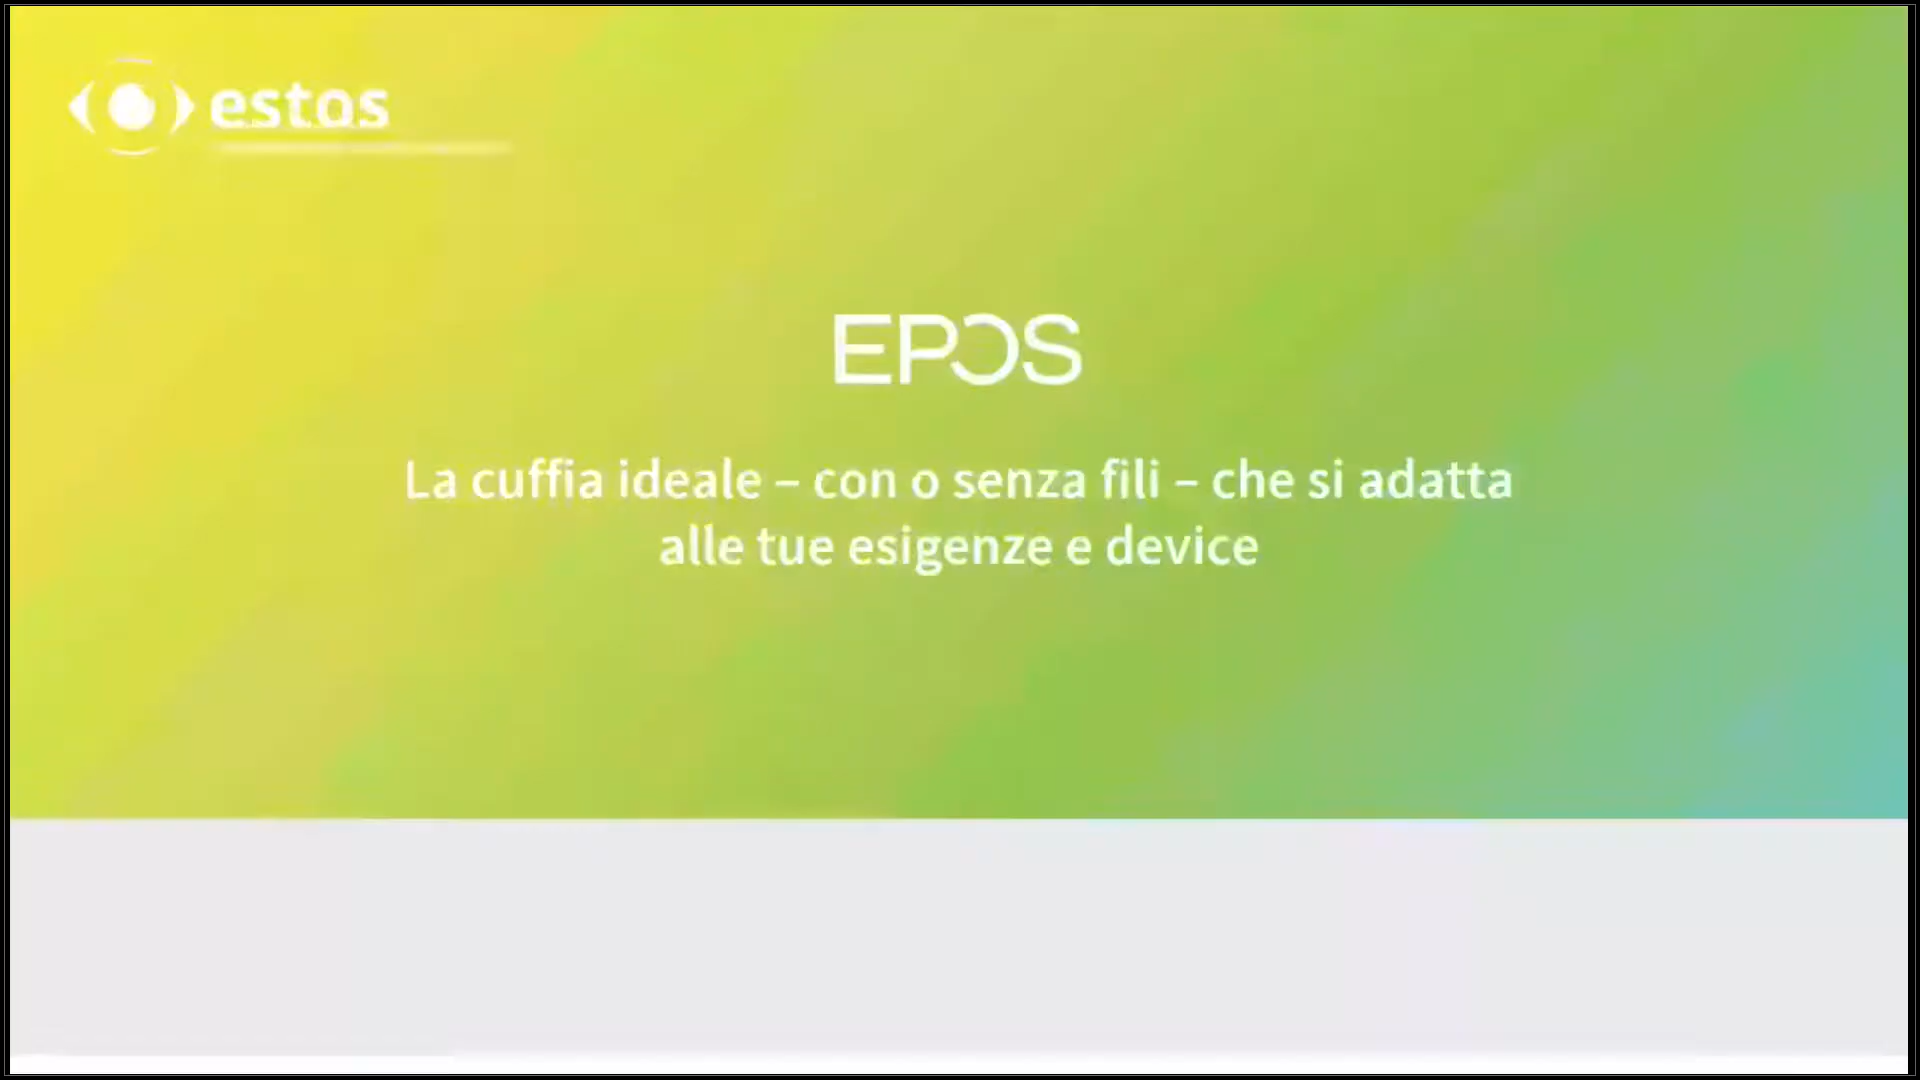 estos
EPOS
La cuffia ideale – con o senza fili – che si adatta
alle tue esigenze e device